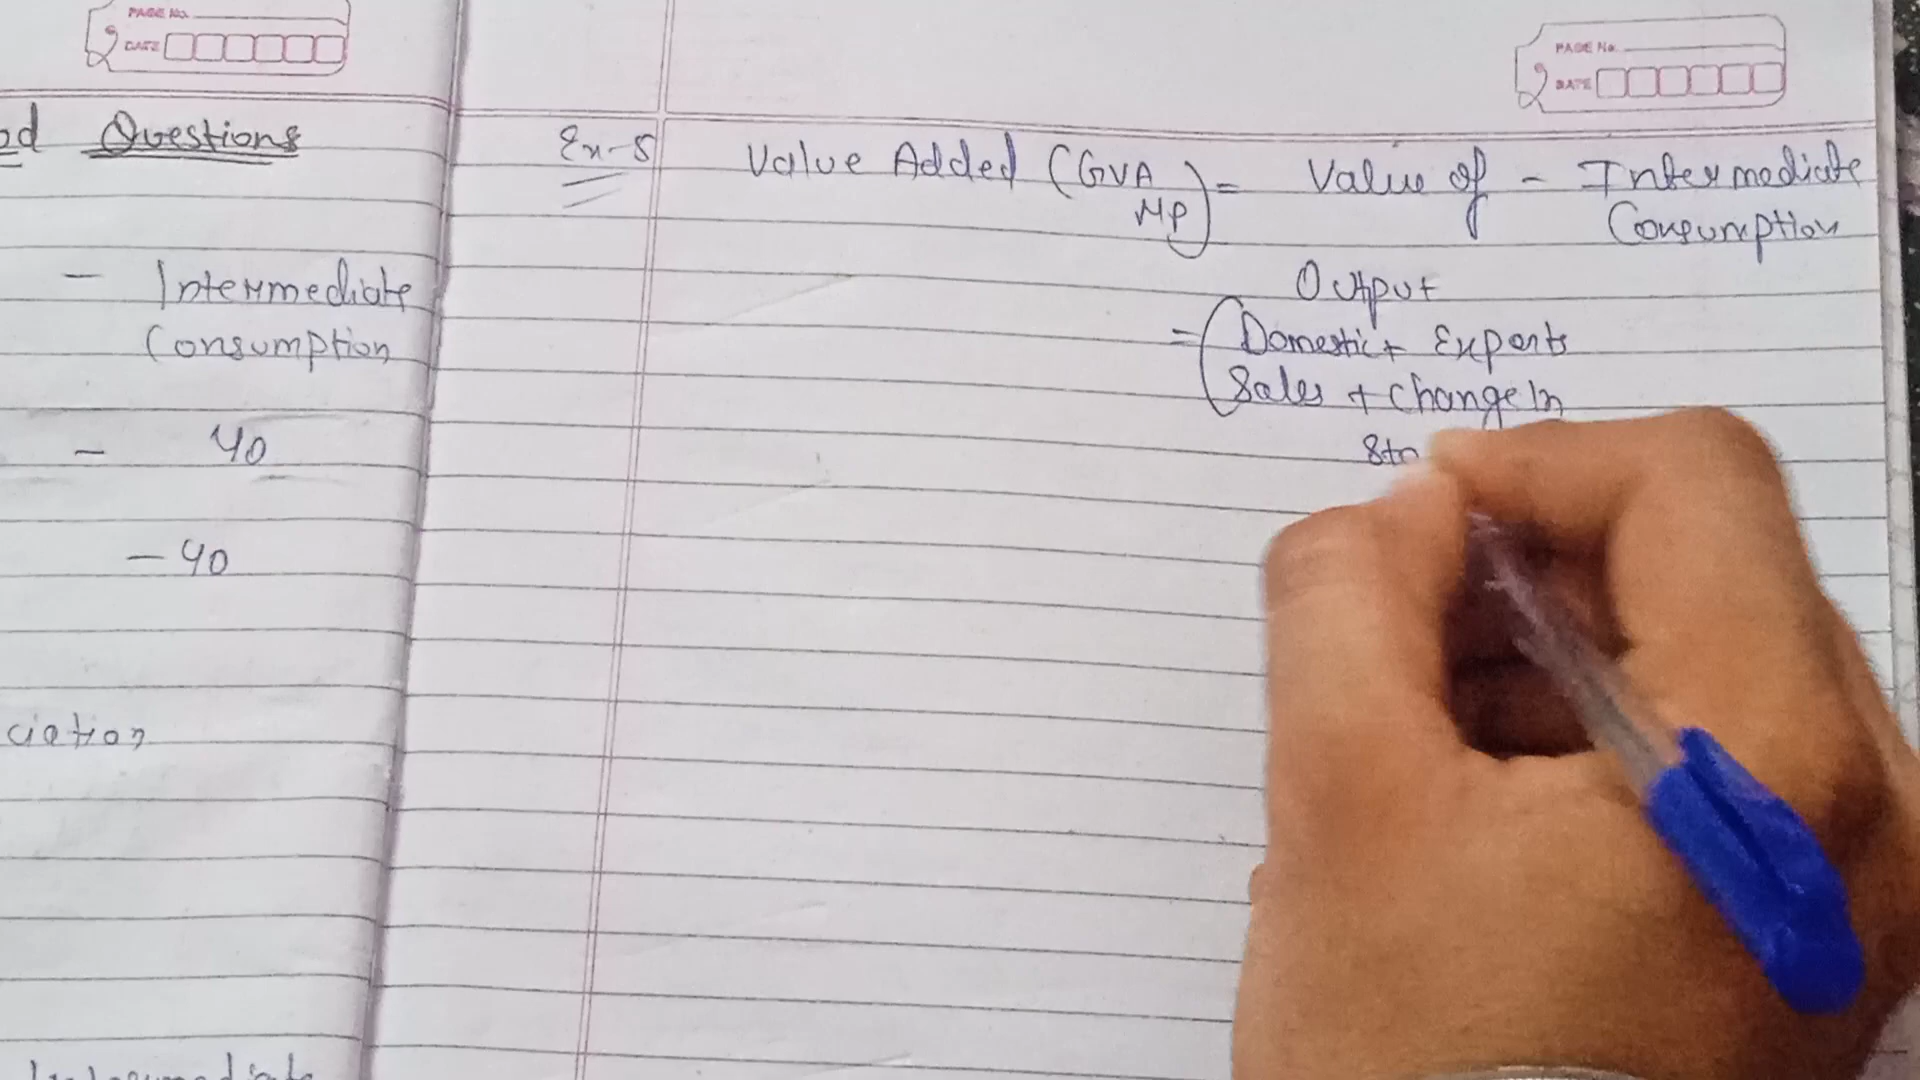 PAGE No.
DATE
Questions
- Intermediate
Consumption
- 40
- 40
ciation
PAGE No.
DATE
Ex-5
Value Added (GVA MP) = Value of Output - Intermediate Consumption
= (Domestic + Exports
Sales + Change In
Sto